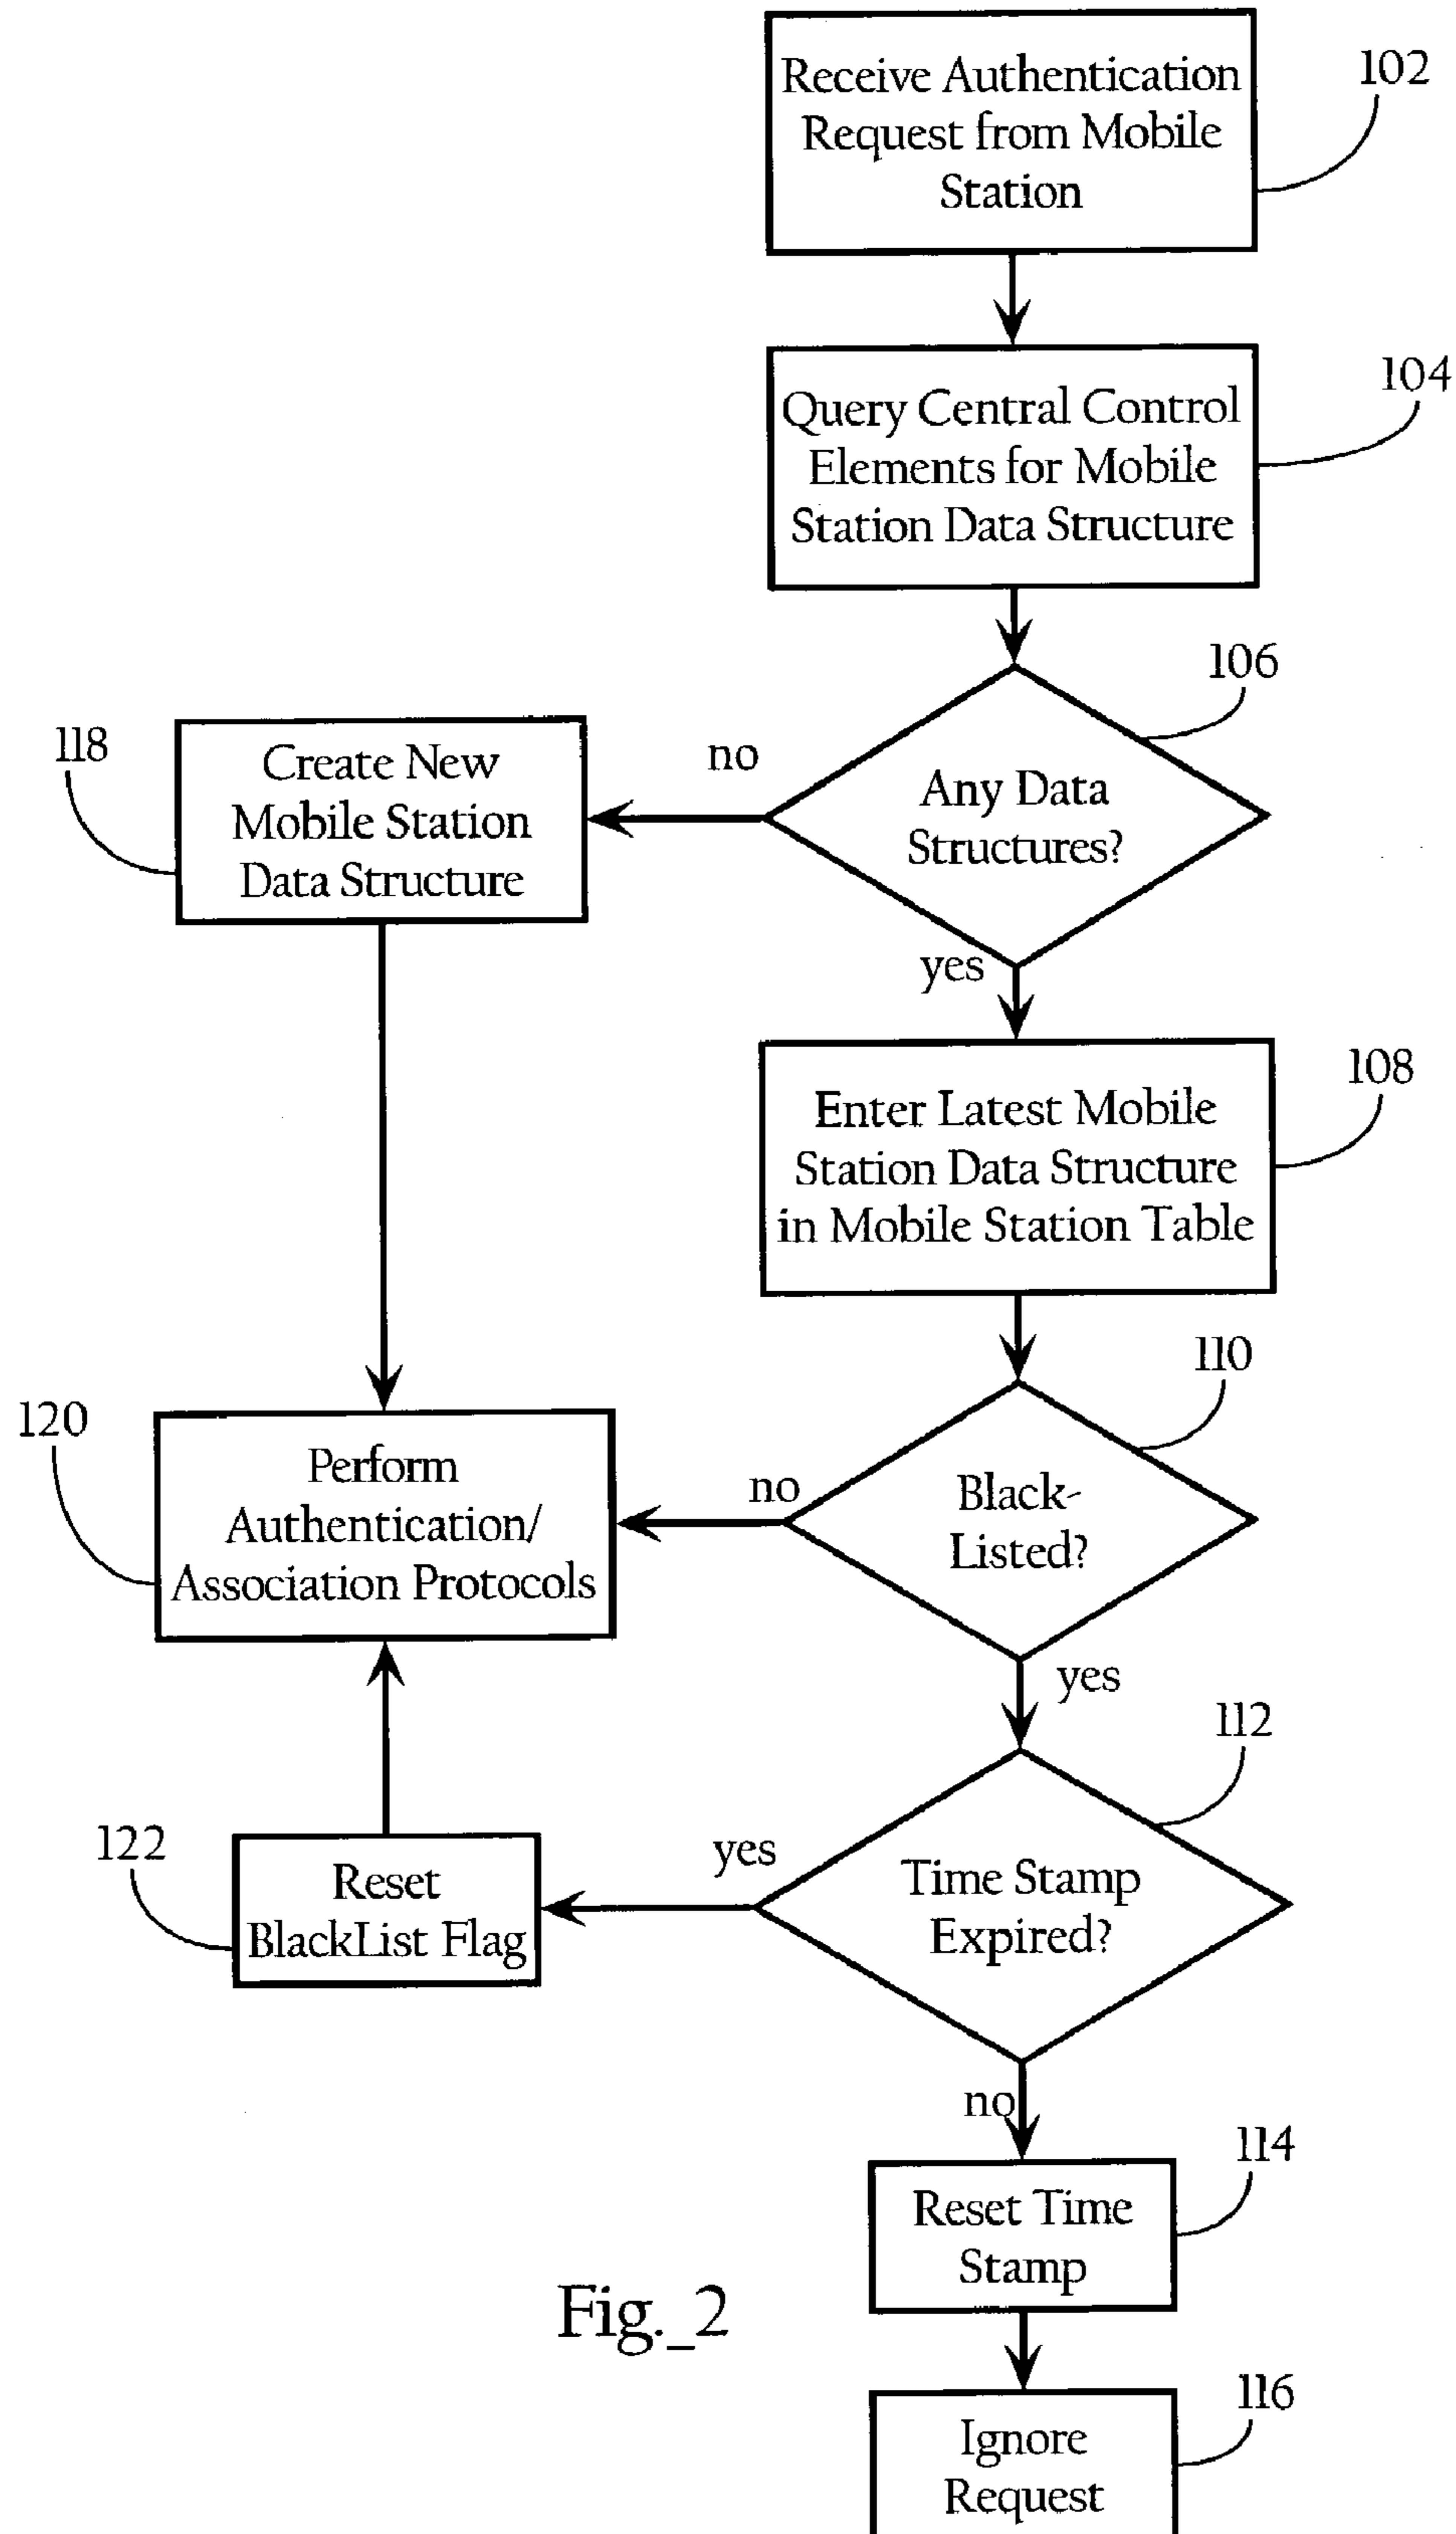 Receive Authentication
Request from Mobile
Station
102
Query Central Control
Elements for Mobile
Station Data Structure
104
106
Any Data
Structures?
no
118
Create New
Mobile Station
Data Structure
yes
Enter Latest Mobile
Station Data Structure
in Mobile Station Table
108
110
Black-
Listed?
no
120
Perform
Authentication/
Association Protocols
yes
112
Time Stamp
Expired?
yes
122
Reset
BlackList Flag
no
114
Reset Time
Stamp
Fig._2
116
Ignore
Request